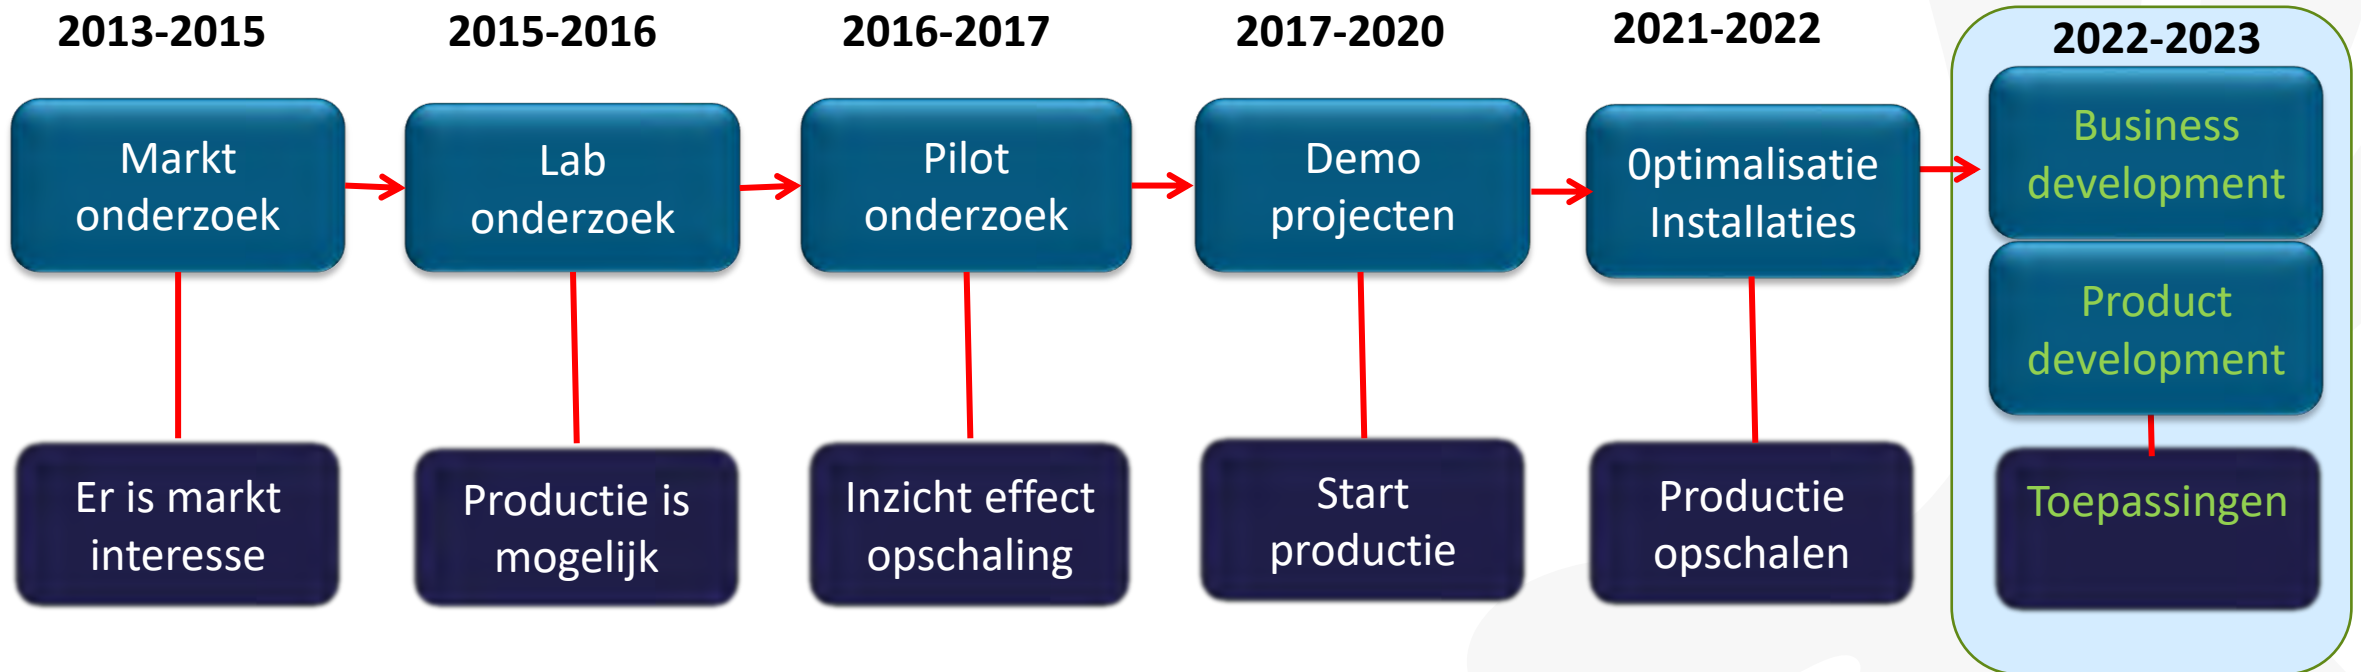 2013-2015
Markt
onderzoek
Er is markt
interesse
2015-2016
Lab
onderzoek
Productie is
mogelijk
2016-2017
Pilot
onderzoek
Inzicht effect
opschaling
2017-2020
Demo
projecten
Start
productie
2021-2022
0ptimalisatie
Installaties
Productie
opschalen
2022-2023
Business
development
Product
development
Toepassingen